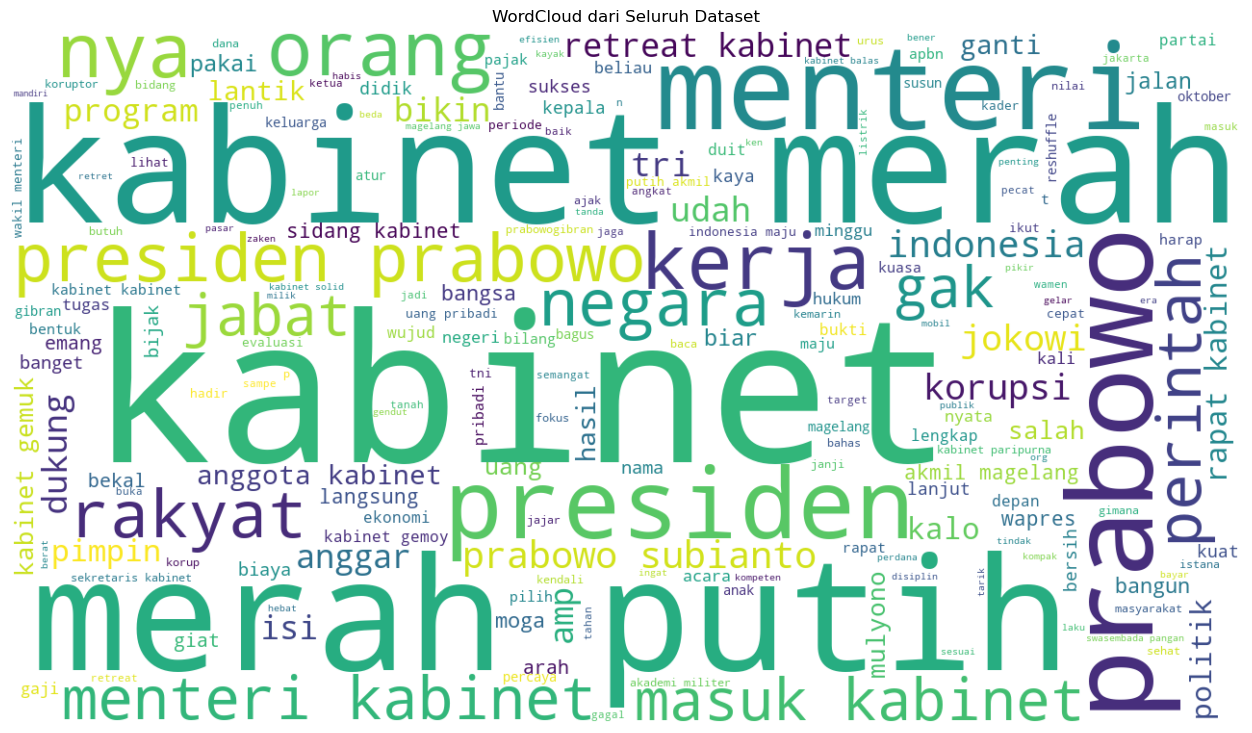 WordCloud dari Seluruh Dataset
nya
orang
retreat kabinet
menteri
ganti
partai
efisien
urus
bener
dana
kayak
pakai
koruptor
bidang
mandiri
lantik
program
penuh
ketua
habis
didik
pajak
bantu
beliau
sukses
kabinet balas
apbn
susun
jakarta
jalan
nilai
oktober
kader
bikin
beda
keluarga
magelang jawa
periode
baik
kepala
n
listrik
reshuffle
masuk
kabinet merah
wakil menteri
lihat
retret
atur
lapor
tri
duit
ken
kaya
putih akmil
angkat
ajak
tanda
udah
penting
pecat
t
butuh
pasar
zaken
sidang kabinet
prabowogibran
jaga
indonesia maju
minggu
ikut
harap
presiden prabowo
kerja
indonesia
kuasa
pikir
wamen
kabinet kabinet
kabinet solid
milik
jadi
bangsa
uang pribadi
negara
hukum
kemarin
gak
gelar
era
cepat
mobil
gibran
tugas
bentuk
emang
banget
bijak
jabat
evaluasi
wujud
negeri
bilang
bagus
biar
baca
bukti
maju
jokowi
kali
prabowo
perintah
rapat kabinet
kabinet
kabinet gemuk
dukung
hadir
sampe
p
gendut
tanah
tni
pribadi
semangat
fokus
hasil
target
magelang
bahas
korupsi
publik
nyata
lengkap
kabinet paripurna
org
salah
bekal
buka
anggota kabinet
uang
nama
janji
akmil magelang
langsung
ekonomi
lanjut
depan
gimana
wapres
rakyat
kabinet gemoy
jajar
presiden
kalo
tindak
bersih
kuat
istana
berat
pimpin
korup
anggar
prabowo subianto
rapat
perdana
kompak
bayar
sekretaris kabinet
biaya
kendali
ingat
acara
kompeten
disiplin
tarik
bangun
hebat
pilih
anak
masyarakat
merah putih
giat
isi
moga
amp
tahan
mulyono
laku
swasembada pangan
sehat
sesuai
politik
arah
gaji
retreat
percaya
akademi militer
menteri kabinet
gagal
masuk kabinet